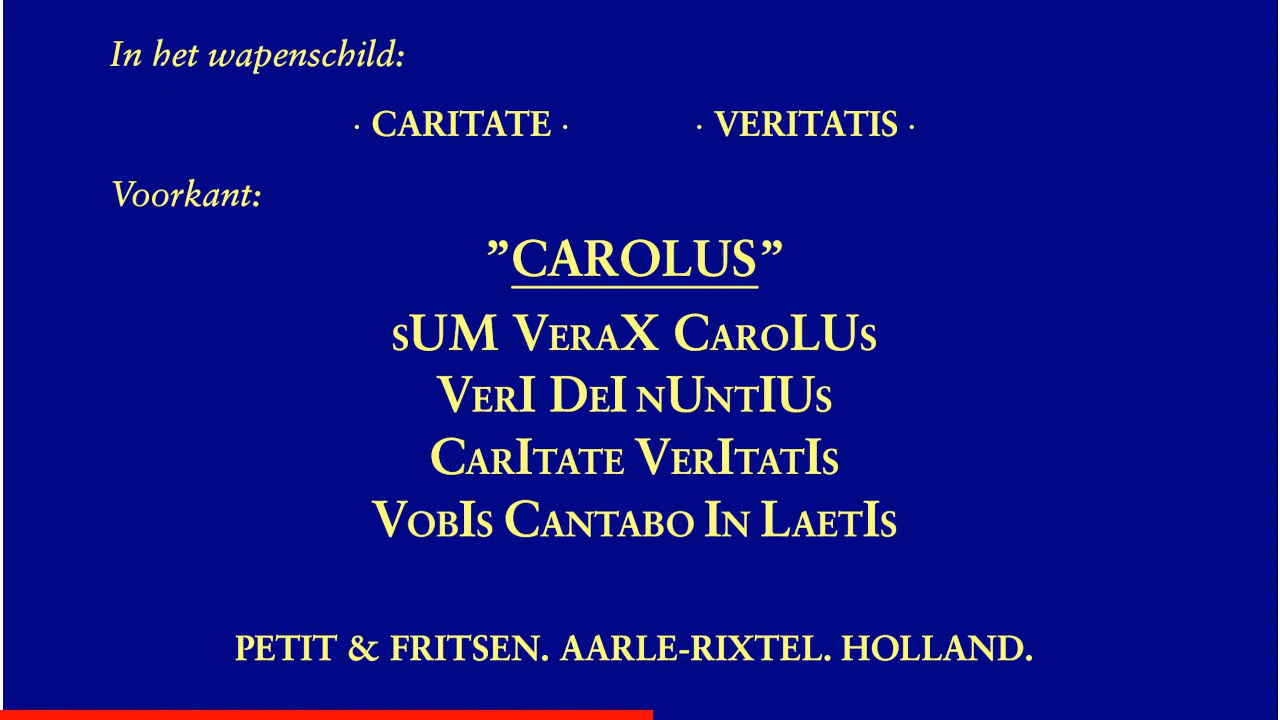 In het wapenschild:
· CARITATE · · VERITATIS ·
Voorkant:
”CAROLUS”
sUM VeraX CaroLUs
VerI DeI nUntIUs
CarItate VerItatIs
VobIs Cantabo In LaetIs
PETIT & FRITSEN. AARLE-RIXTEL. HOLLAND.